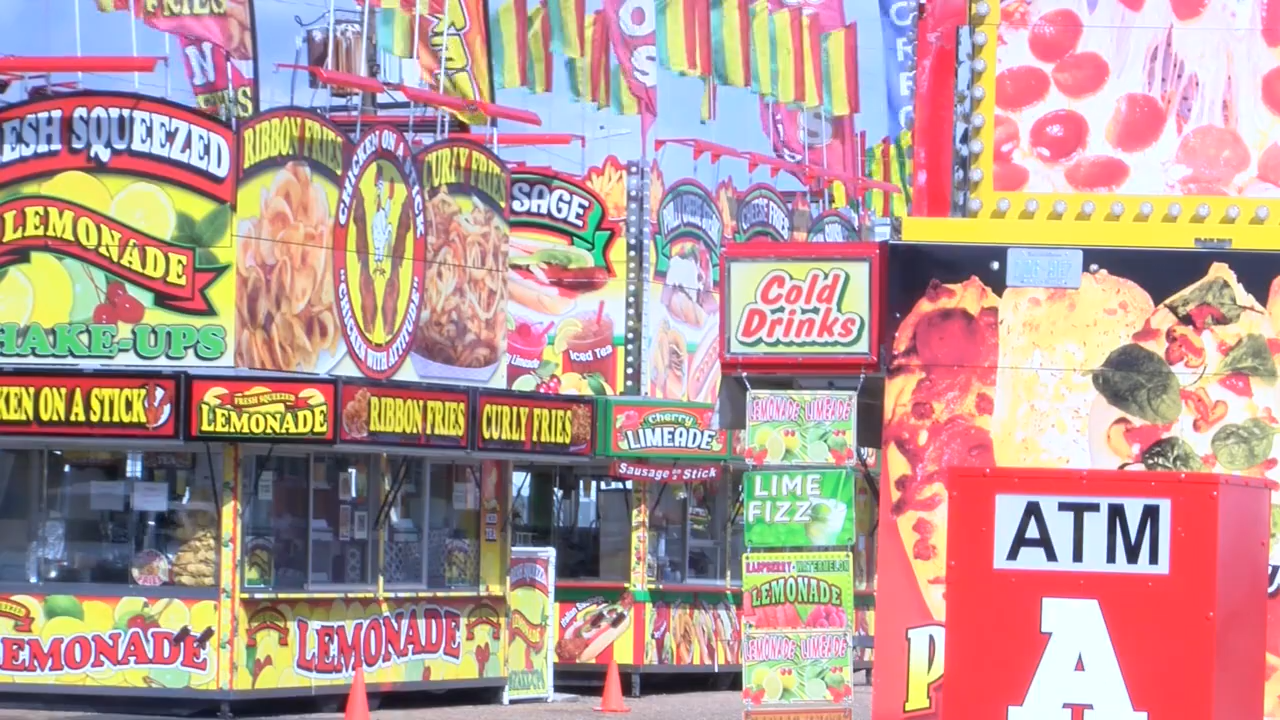 FRIES
ESH SQUEEZED
LEMONADE
HAKE-UPS
RIBBON FRIES
CHICKEN ON A STICK
"CHICKEN WITH ATTITUDE"
CURLY FRIES
SAGE
Iced Tea
CHEESE FRIES
Cold
Drinks
KEN ON A STICK
FRESH SQUEEZED
LEMONADE
RIBBON FRIES
CURLY FRIES
Cherry
LIMEADE
Sausage on a Stick
LEMONADE LIMEADE
LIME
FIZZ
RASPBERRY · WATERMELON
LEMONADE
LEMONADE LIMEADE
EMONADE
LEMONADE
ATM
A
P